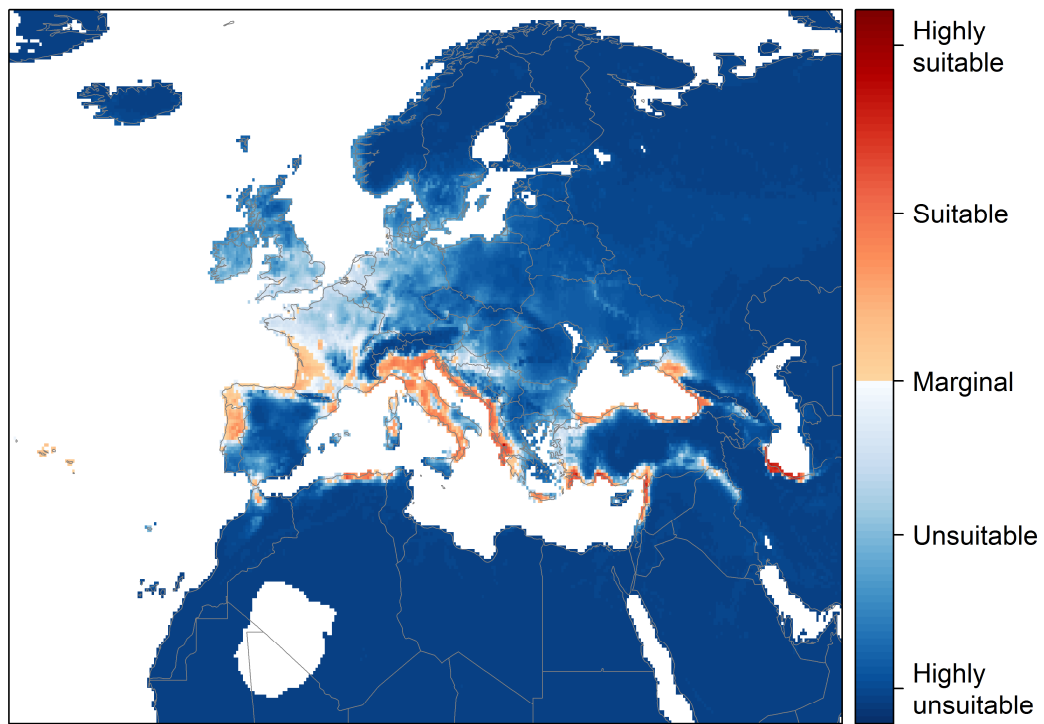 Highly
suitable
Suitable
Marginal
Unsuitable
Highly
unsuitable